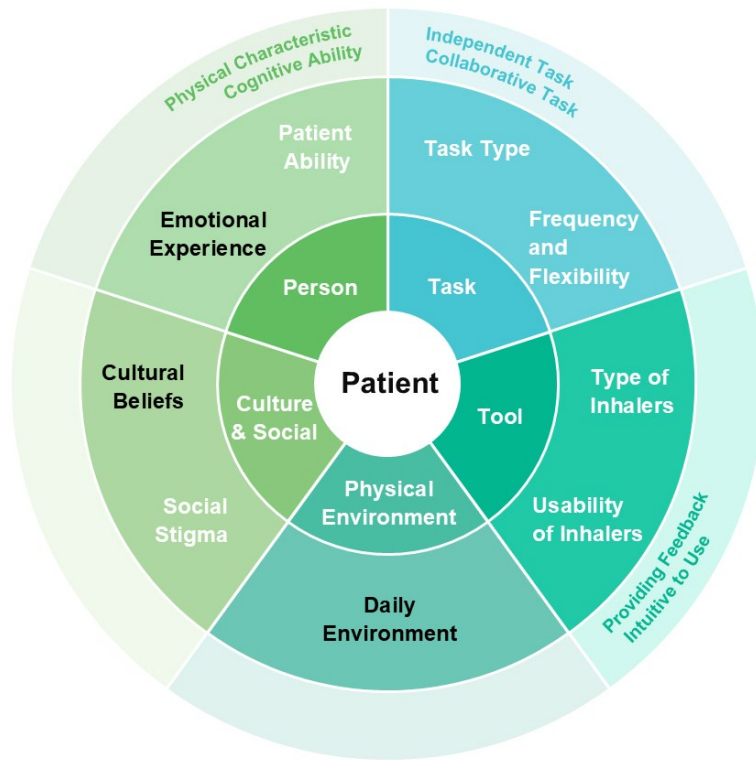 Physical Characteristic
Cognitive Ability
Independent Task
Collaborative Task
Patient
Ability
Task Type
Emotional
Experience
Frequency
and
Flexibility
Person
Task
Patient
Cultural
Beliefs
Culture
& Social
Tool
Type of
Inhalers
Social
Stigma
Physical
Environment
Usability
of Inhalers
Providing Feedback
Intuitive to Use
Daily
Environment